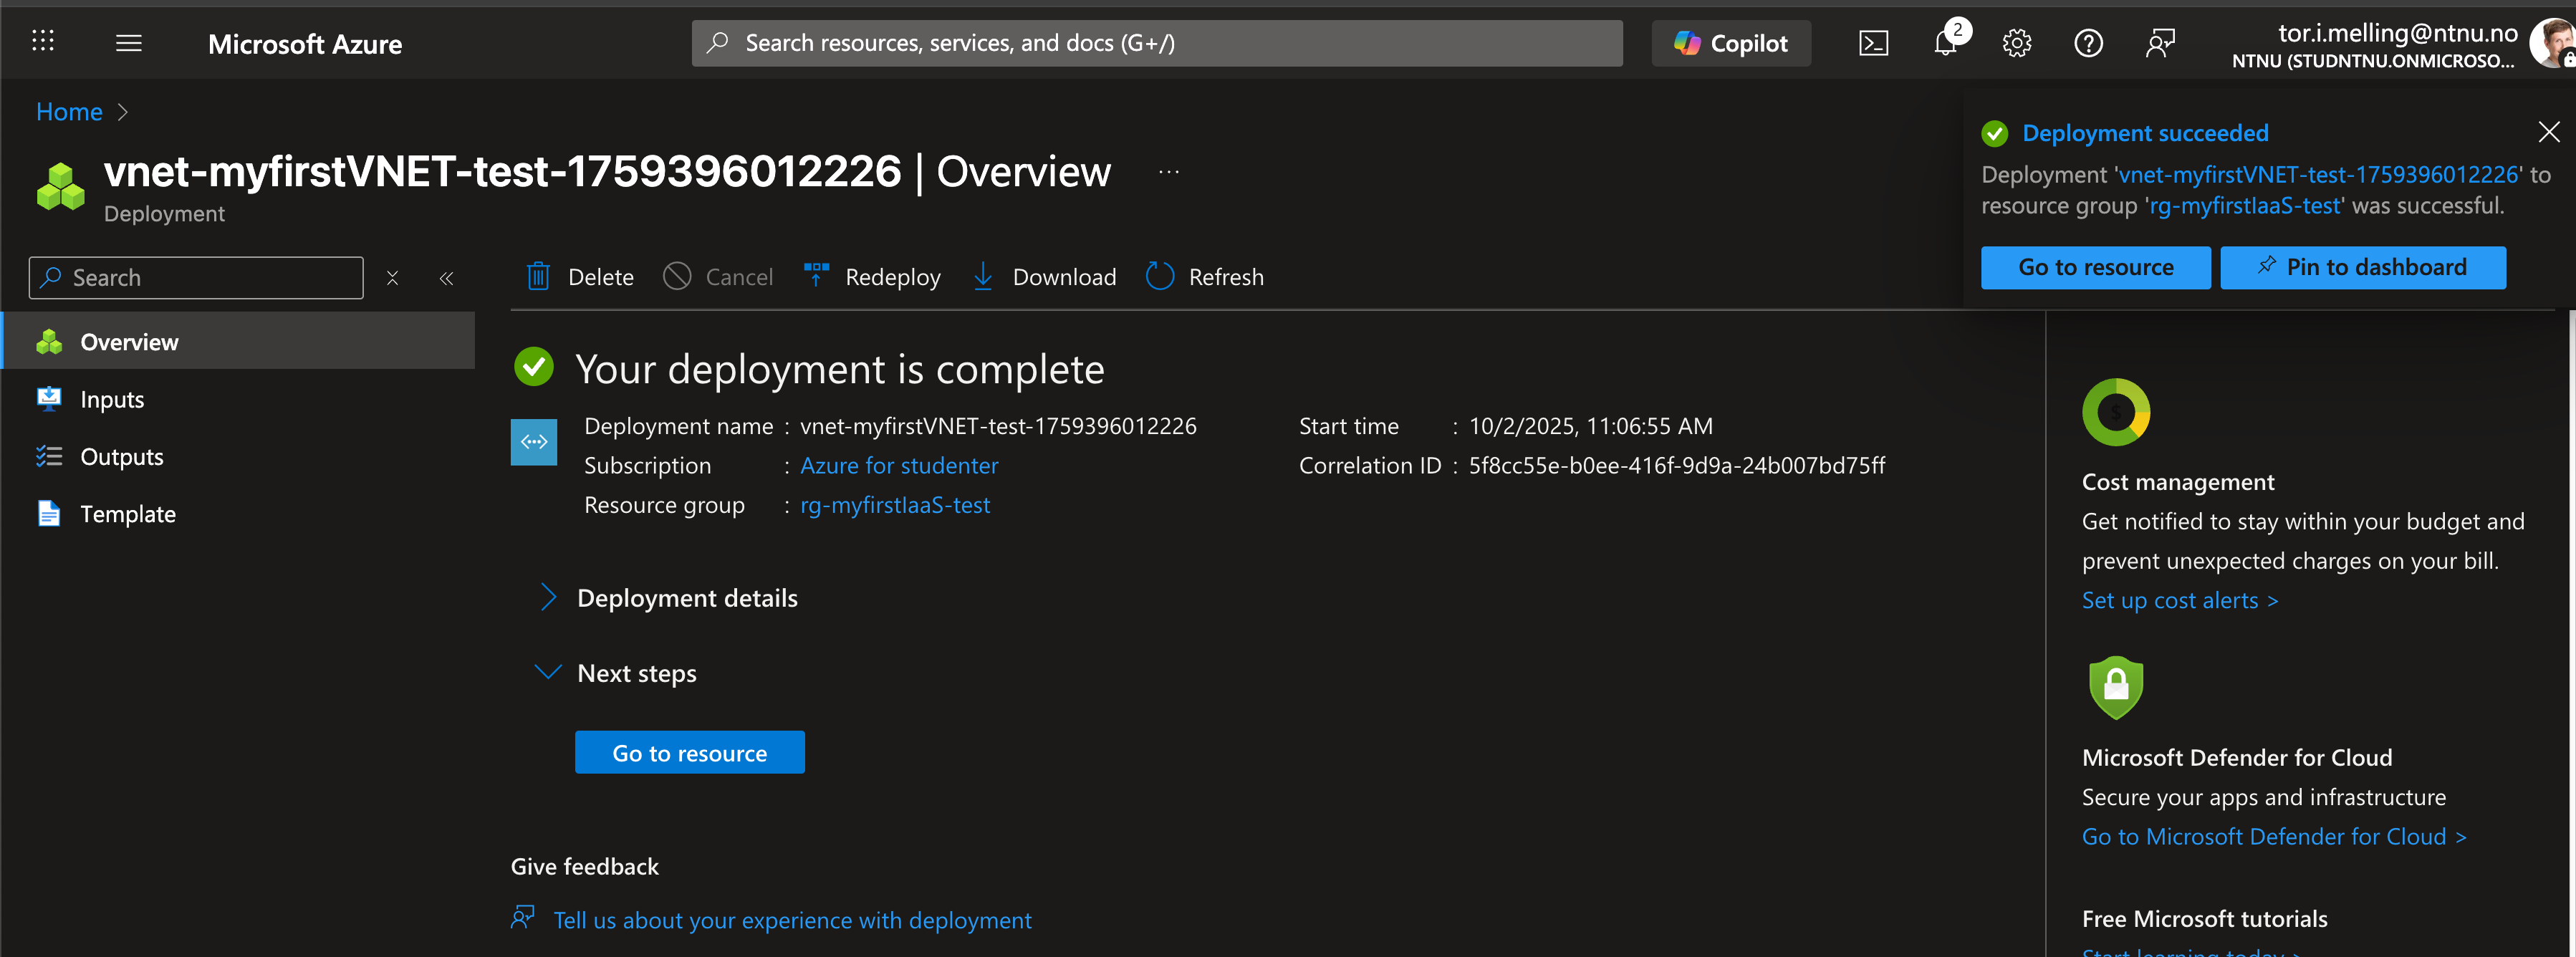 Microsoft Azure
Search resources, services, and docs (G+/)
Copilot
2
tor.i.melling@ntnu.no
NTNU (STUDNTNU.ONMICROSO...
Home
vnet-myfirstVNET-test-1759396012226 | Overview
...
Deployment
Deployment succeeded
Deployment 'vnet-myfirstVNET-test-1759396012226' to
resource group 'rg-myfirstIaaS-test' was successful.
Go to resource
Pin to dashboard
Search
Delete
Cancel
Redeploy
Download
Refresh
Overview
Inputs
Outputs
Template
Your deployment is complete
Deployment name : vnet-myfirstVNET-test-1759396012226
Subscription : Azure for studenter
Resource group : rg-myfirstIaaS-test
Start time : 10/2/2025, 11:06:55 AM
Correlation ID : 5f8cc55e-b0ee-416f-9d9a-24b007bd75ff
Deployment details
Next steps
Go to resource
Give feedback
Tell us about your experience with deployment
$
Cost management
Get notified to stay within your budget and
prevent unexpected charges on your bill.
Set up cost alerts >
Microsoft Defender for Cloud
Secure your apps and infrastructure
Go to Microsoft Defender for Cloud >
Free Microsoft tutorials
Start learning today >